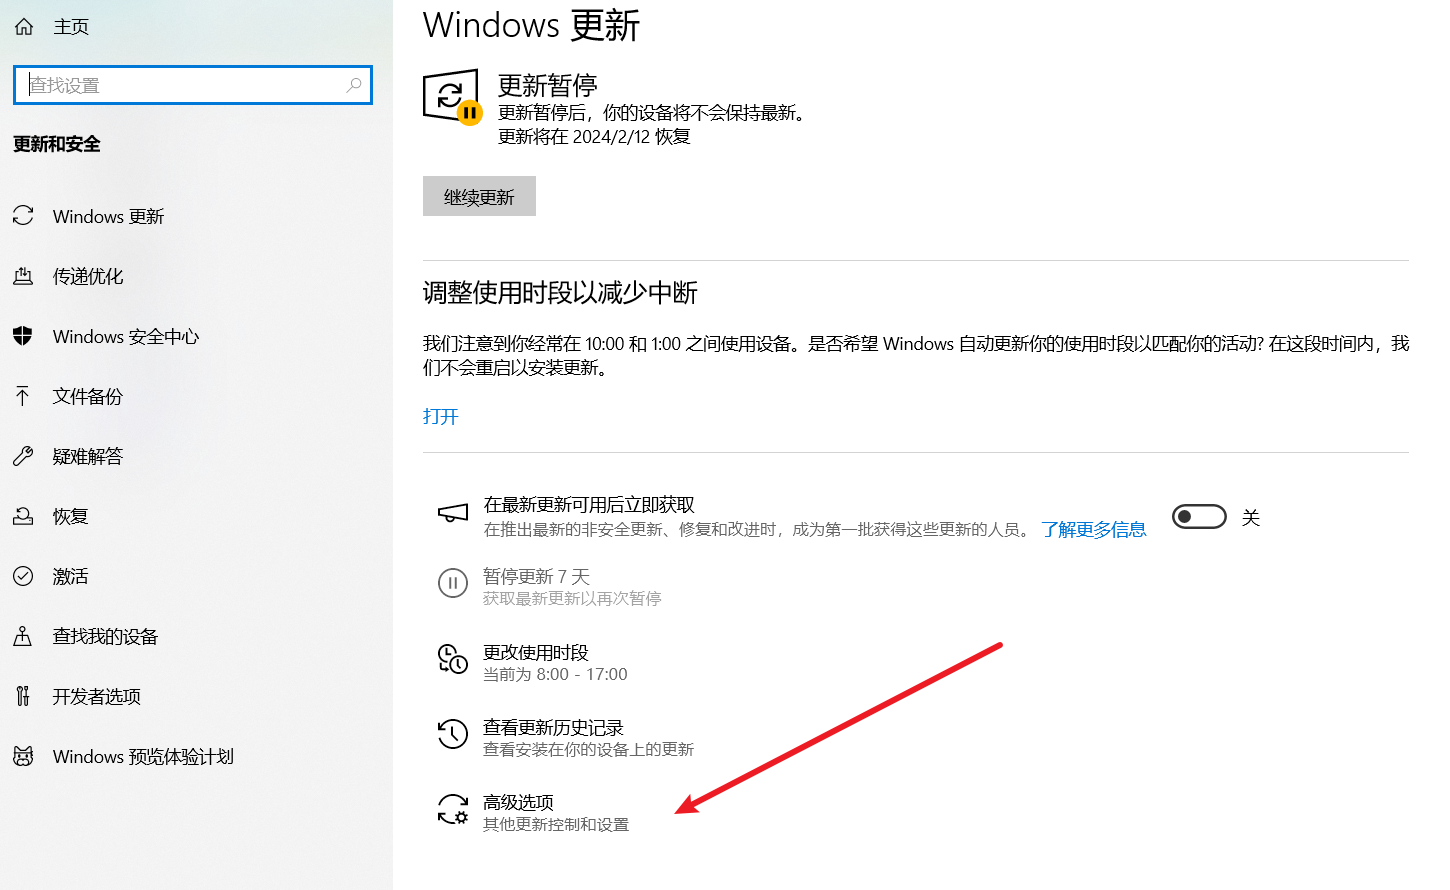 主页
查找设置
更新和安全
Windows 更新
传递优化
Windows 安全中心
文件备份
疑难解答
恢复
激活
查找我的设备
开发者选项
Windows 预览体验计划
Windows 更新
更新暂停
更新暂停后，你的设备将不会保持最新。
更新将在 2024/2/12 恢复
继续更新
调整使用时段以减少中断
我们注意到你经常在 10:00 和 1:00 之间使用设备。是否希望 Windows 自动更新你的使用时段以匹配你的活动? 在这段时间内，我
们不会重启以安装更新。
打开
在最新更新可用后立即获取
在推出最新的非安全更新、修复和改进时，成为第一批获得这些更新的人员。 了解更多信息
关
暂停更新 7 天
获取最新更新以再次暂停
更改使用时段
当前为 8:00 - 17:00
查看更新历史记录
查看安装在你的设备上的更新
高级选项
其他更新控制和设置